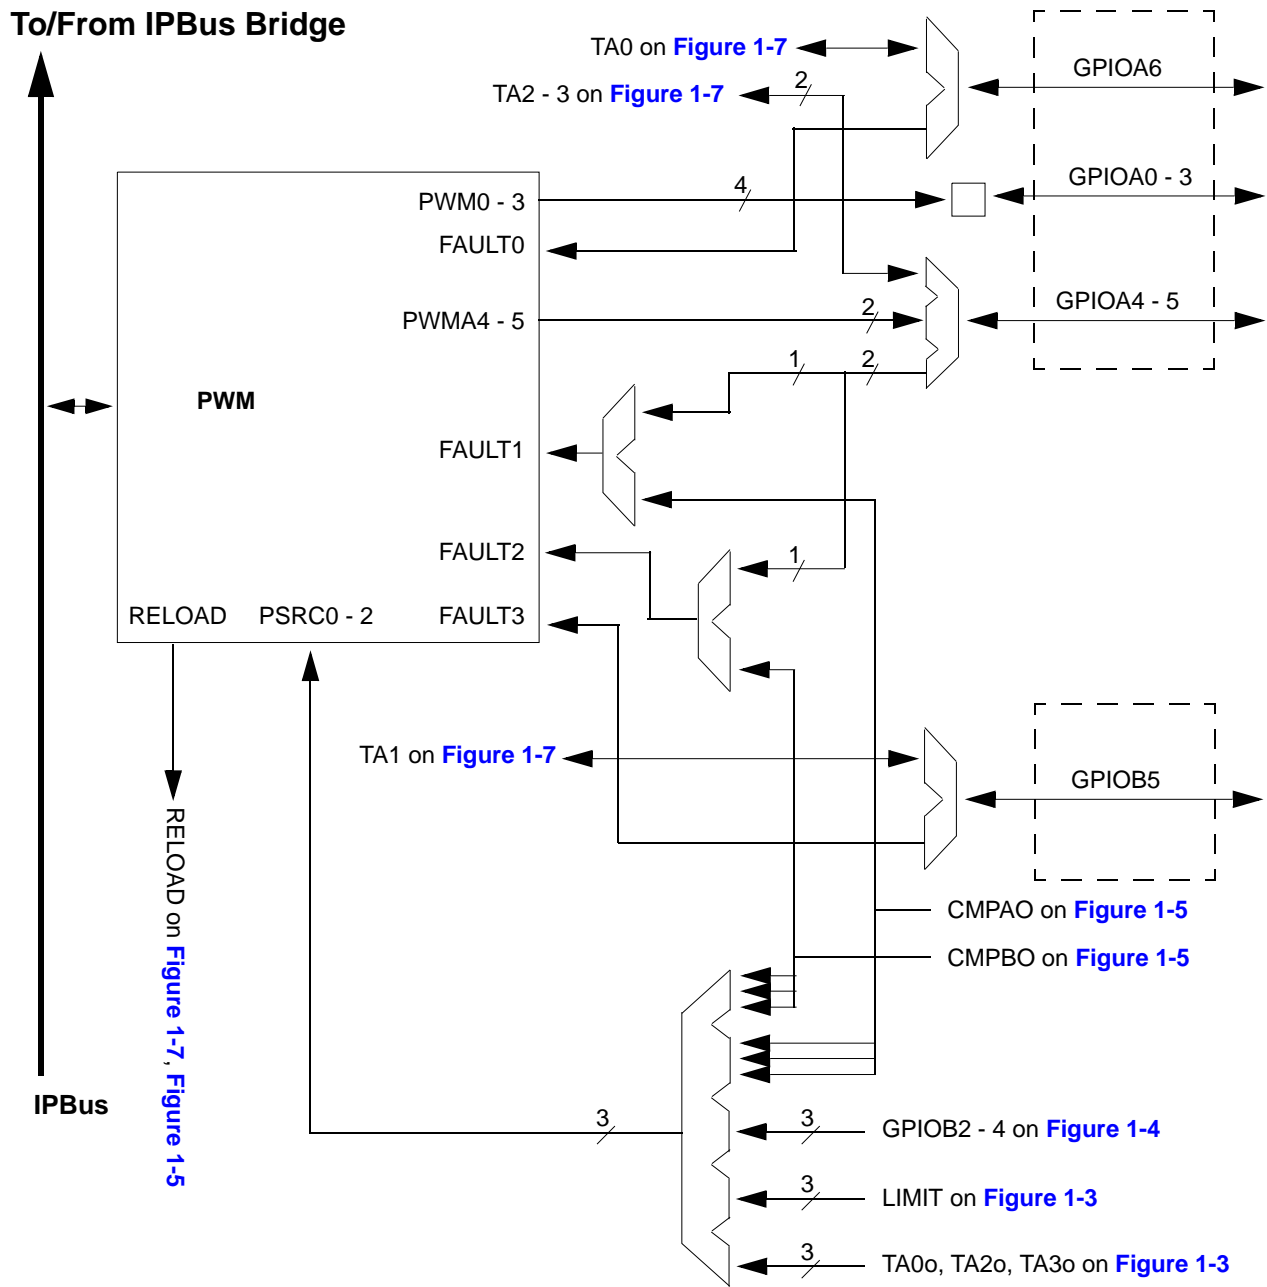 To/From IPBus Bridge
TA0 on Figure 1-7
GPIOA6
TA2 - 3 on Figure 1-7
2
PWM0 - 3
4
GPIOA0 - 3
FAULT0
PWMA4 - 5
2
GPIOA4 - 5
1
2
PWM
FAULT1
FAULT2
1
RELOAD
PSRC0 - 2
FAULT3
TA1 on Figure 1-7
GPIOB5
RELOAD on Figure 1-7, Figure 1-5
CMPAO on Figure 1-5
CMPBO on Figure 1-5
IPBus
3
3
GPIOB2 - 4 on Figure 1-4
3
LIMIT on Figure 1-3
3
TA0o, TA2o, TA3o on Figure 1-3